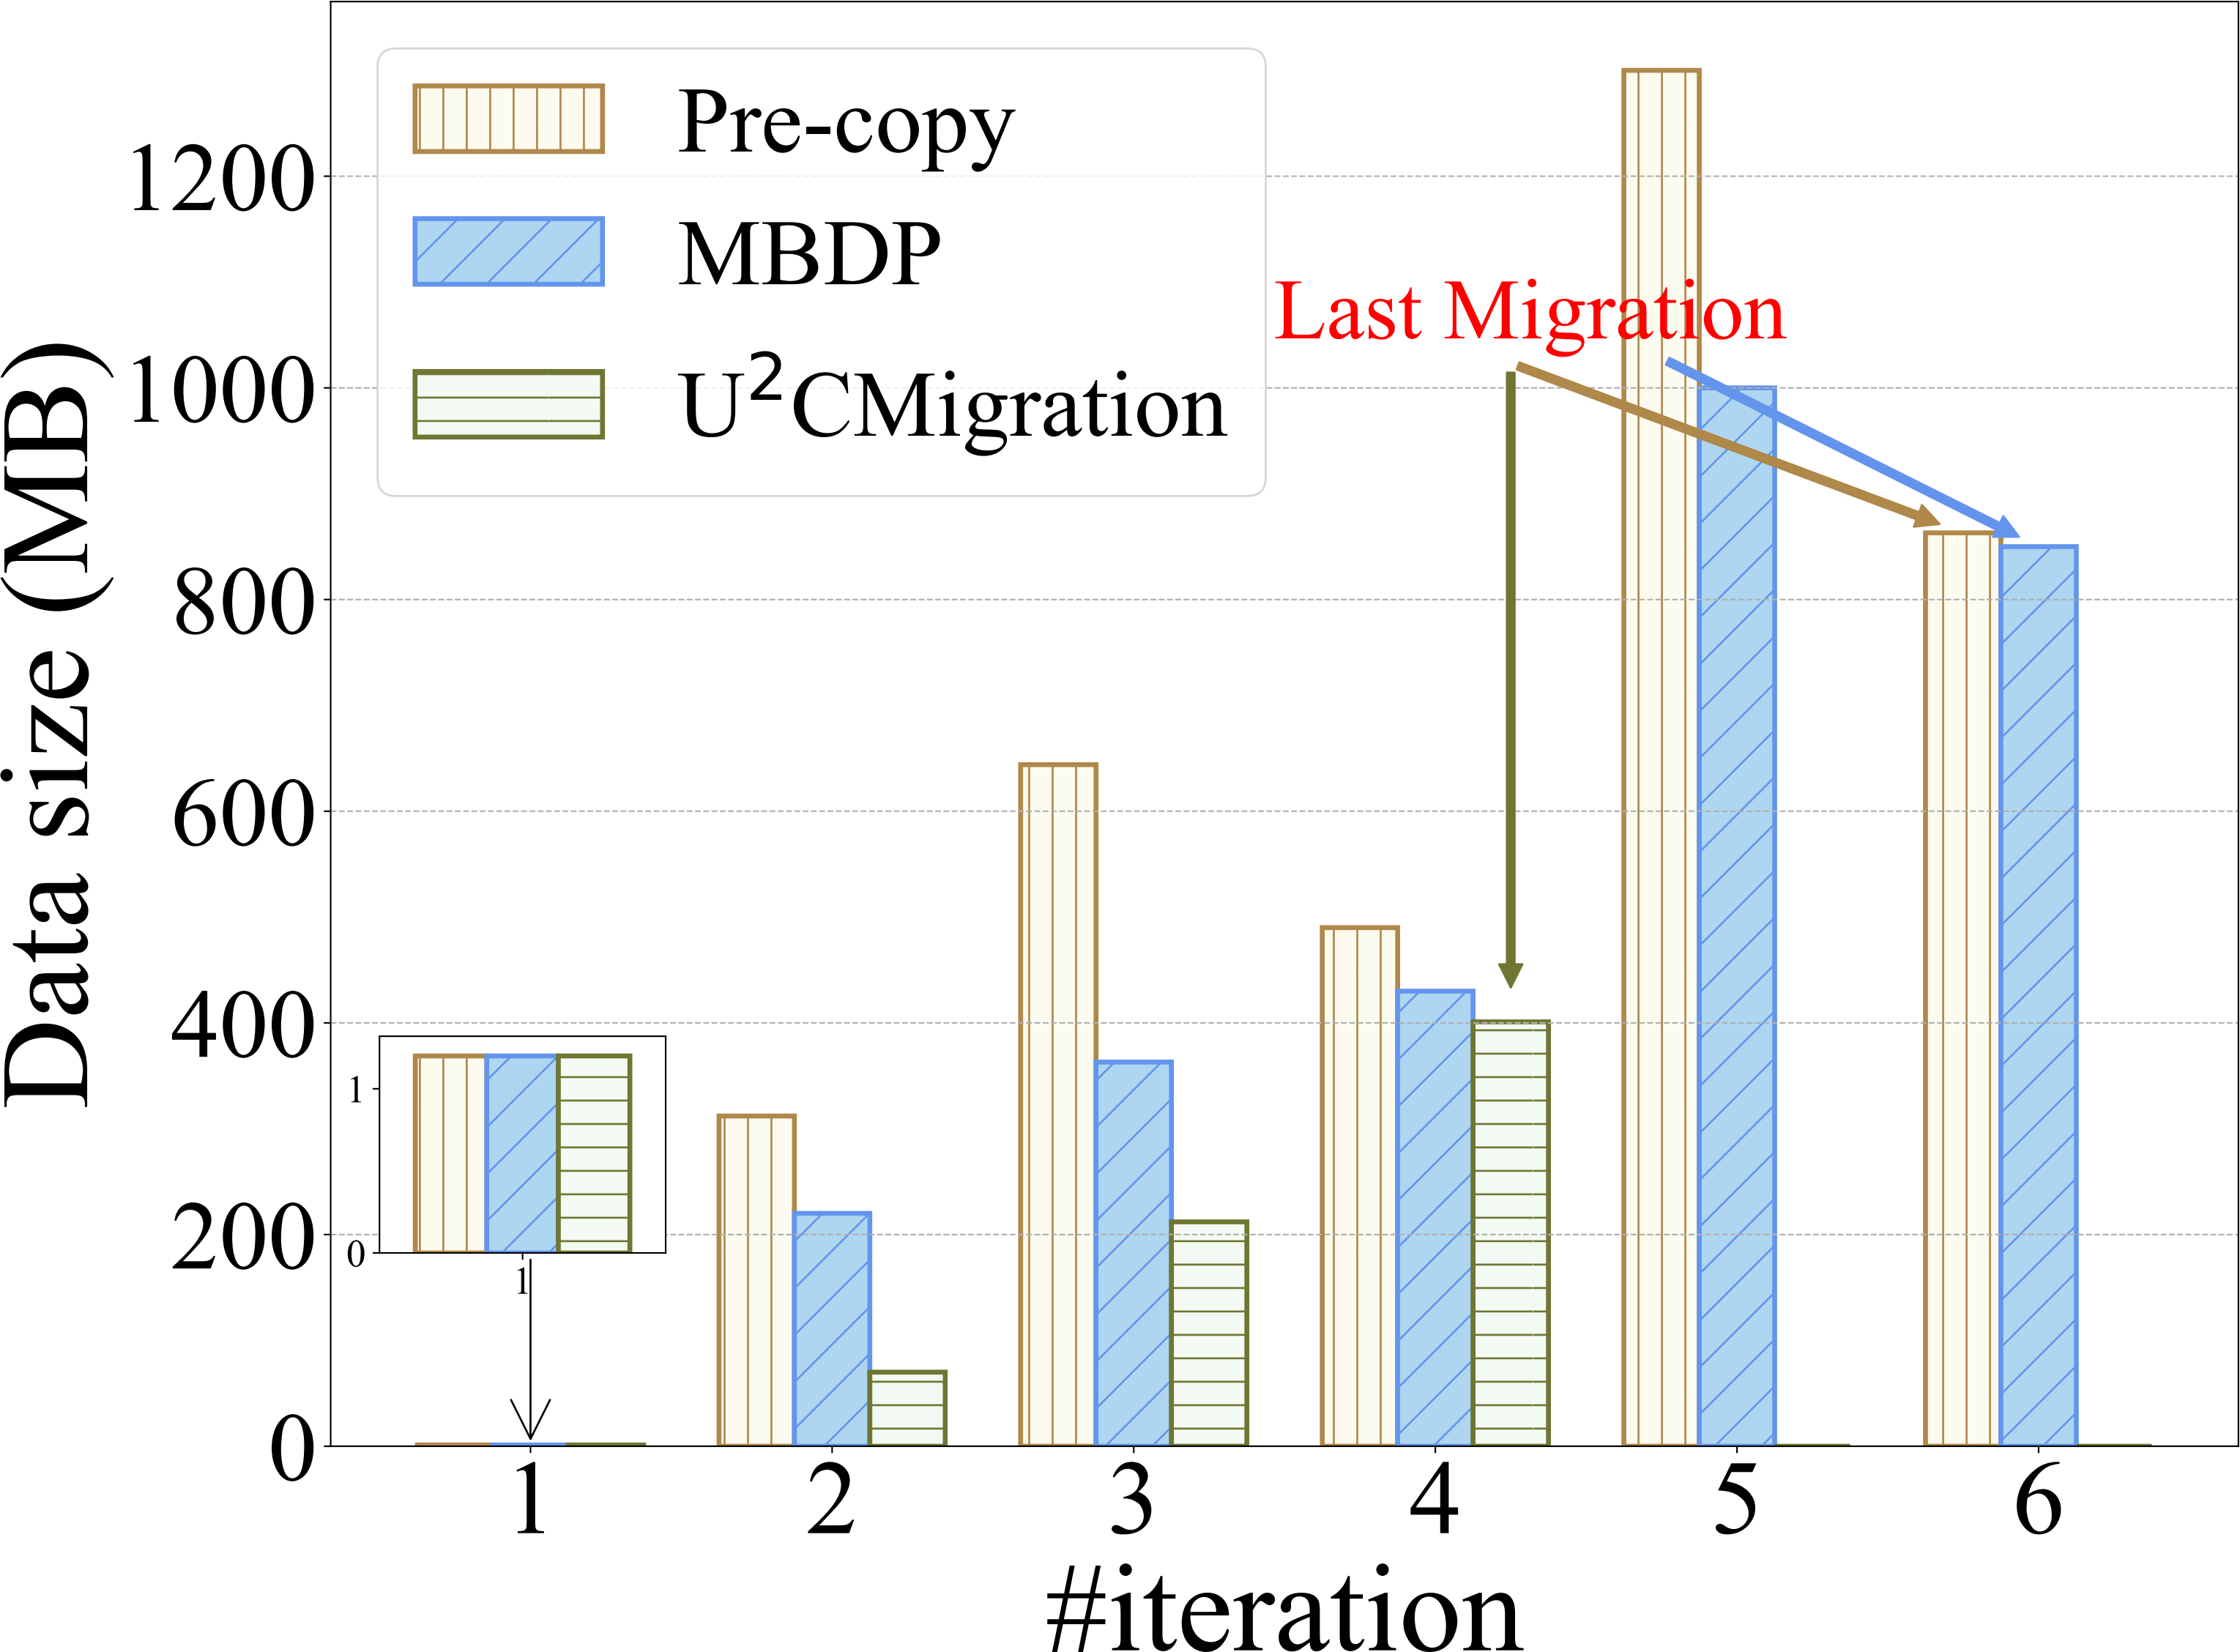 Data size (MB)
1200
1000
800
600
400
200
0
Pre-copy
MBDP
U²CMigration
Last Migration
1
0
1
1 2 3 4 5 6
#iteration